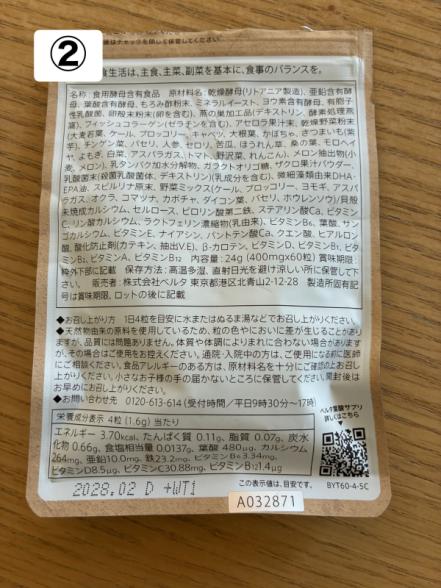 ②
食生活は、主食、主菜、副菜を基本に、食事のバランスを。
名称：食用酵母含有食品 原材料名：乾燥酵母(リトアニア製造)、亜鉛含有酵
母、葉酸含有酵母、もろみ酢粉末、ミネラルイースト、ヨウ素含有酵母、有胞子
性乳酸菌、卵殻末粉末(卵を含む)、燕の巣加工品(デキストリン、酵素処理燕
巣)、フィッシュコラーゲン(ゼラチンを含む)、アセロラ果汁末、澱粉、野菜粉末
(大麦若葉、ケール、ブロッコリー、キャベツ、大根葉、かぼちゃ、さつまいも(紫
芋)、チンゲン菜、パセリ、人参、セロリ、苦瓜、ほうれん草、桑の葉、モロヘイ
ヤ、よもぎ、白菜、アスパラガス、トマト、野沢菜、れんこん)、メロン抽出物(小
麦、メロン)、乳タンパク加水分解物、ガラクトオリゴ糖、ザクロ果汁パウダー、
乳酸菌末(殺菌乳酸菌体、デキストリン)(乳成分を含む)、微細藻類由来DHA・
EPA油、スピルリナ原末、野菜ミックス(ケール、ブロッコリー、ヨモギ、アスパ
ラガス、オクラ、コマツナ、カボチャ、ダイコン葉、パセリ、ホウレンソウ)/貝殻
未焼成カルシウム、セルロース、ピロリン酸第二鉄、ステアリン酸Ca、ビタミン
C、リン酸カルシウム、ラクトフェリン濃縮物(乳由来)、ビタミンB₆、葉酸、サン
ゴカルシウム、ビタミンE、ナイアシン、パントテン酸Ca、クエン酸、ヒアルロン
酸、酸化防止剤(カテキン、抽出V.E)、β-カロテン、ビタミンD、ビタミンB₁、ビタ
ミンB₂、ビタミンA、ビタミンB₁₂ 内容量：24g (400mg×60粒) 賞味期限：
枠外下部に記載 保存方法：高温多湿、直射日光を避け涼しい所に保管して下
さい。 販売者：株式会社ベルタ 東京都港区北青山2-12-28 製造所固有記
号は賞味期限、ロットの後に記載
◆お召し上がり方 1日4粒を目安に水またはぬるま湯などでお召し上がりください。
◆天然物由来の原料を使用しているため、粒の色やにおいに差が生じることがあり
ますが、品質には問題ありません。体質や体調によりまれに合わない場合があります
が、その場合はご使用をお控えください。通院・入院中の方は、ご使用になる前に医師
にご相談ください。食品アレルギーのある方は、原材料名を十分にご確認の上お召し
上がりください。小さなお子様の手の届かないところに保管してください。開封後は
お早めにお召し上がりください。
◆お問い合わせ先 0120-613-614 (受付時間／平日9時30分～17時)
栄養成分表示 4粒(1.6g)当たり
エネルギー 3.70kcal、たんぱく質 0.11g、脂質 0.07g、炭水
化物 0.66g、食塩相当量 0.0137g、葉酸 480μg、カルシウム
264mg、亜鉛10.0mg、鉄23.2mg、ビタミンB₆ 3.34mg、
ビタミンD8.5μg、ビタミンC30.88mg、ビタミンB₁₂1.4μg
この表示値は、目安です。
ベルタ葉酸サプリ
詳しくはこちら
BYT60-4-SC
2028.02 D +WT1
A032871